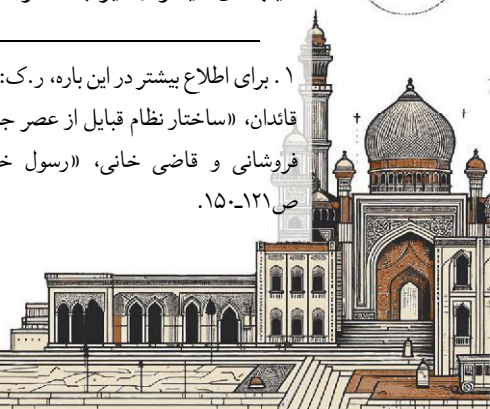 ۱. برای اطلاع بیشتر در این باره، ر.ک:
قائدان، «ساختار نظام قبایل از عصر
فروشانی و قاضی خانی، «رسول
ص۱۲۱ـ۱۵۰.